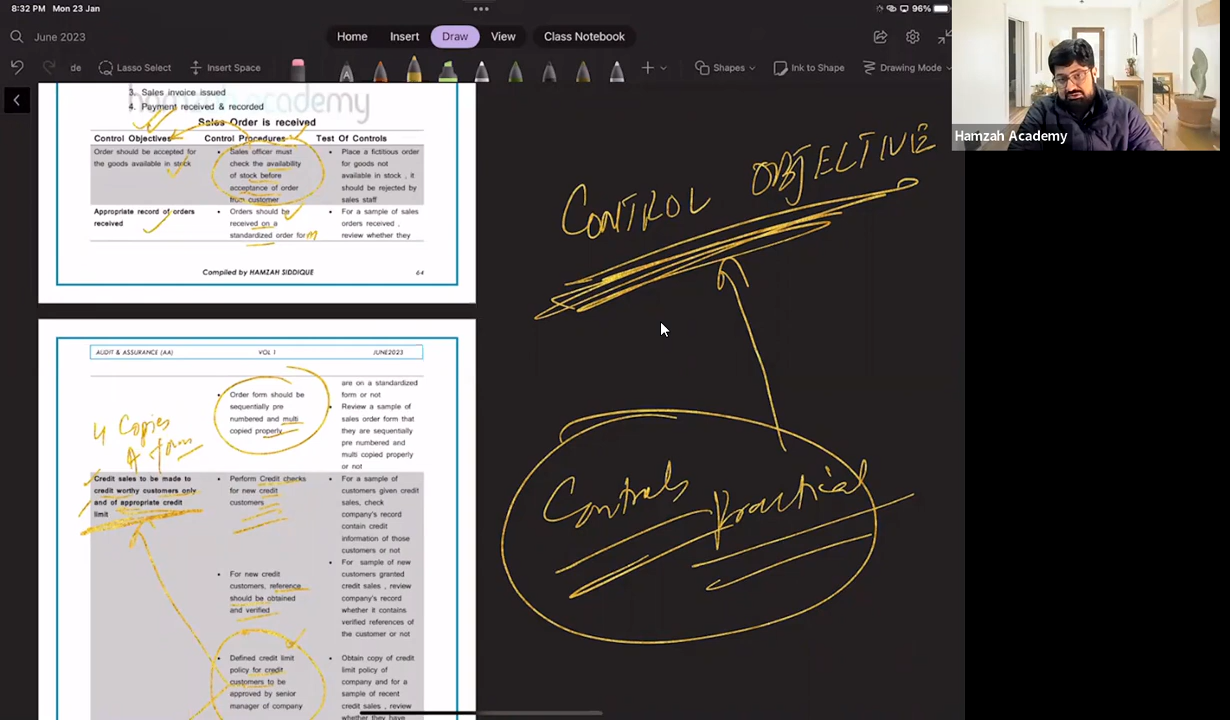 8:32 PM Mon 23 Jan
96%
June 2023
Home
Insert
Draw
View
Class Notebook
de
Lasso Select
Insert Space
Shapes
Ink to Shape
Drawing Mode
Hamzah Academy
academy
3. Sales invoice issued
4. Payment received & recorded
Sales Order is received
Control Objectives
Control Procedures
Test Of Controls
Order should be accepted for
the goods available in stock
• Sales officer must
check the availability
of stock before
acceptance of order
from customer
• Place a fictitious order
for goods not
available in stock , it
should be rejected by
sales staff
Appropriate record of orders
received
• Orders should be
received on a
standardized order form
• For a sample of sales
orders received ,
review whether they
Compiled by HAMZAH SIDDIQUE
64
AUDIT & ASSURANCE (AA)
VOL I
JUNE2023
• Order form should be
sequentially pre
numbered and multi
copied properly
are on a standardized
form or not
• Review a sample of
sales order form that
they are sequentially
pre numbered and
multi copied properly
or not
4 Copies
A form
Credit sales to be made to
credit worthy customers only
and of appropriate credit
limit
• Perform Credit checks
for new credit
customers
• For a sample of
customers given credit
sales, check
company's record
contain credit
information of those
customers or not
• For new credit
customers, reference
should be obtained
and verified
• For sample of new
customers granted
credit sales , review
company's record
whether it contains
verified references of
the customer or not
• Defined credit limit
policy for credit
customers to be
approved by senior
manager of company
• Obtain copy of credit
limit policy of
company and for a
sample of recent
credit sales , review
whether they have
CONTROL OBJECTIVE
Controls Practical